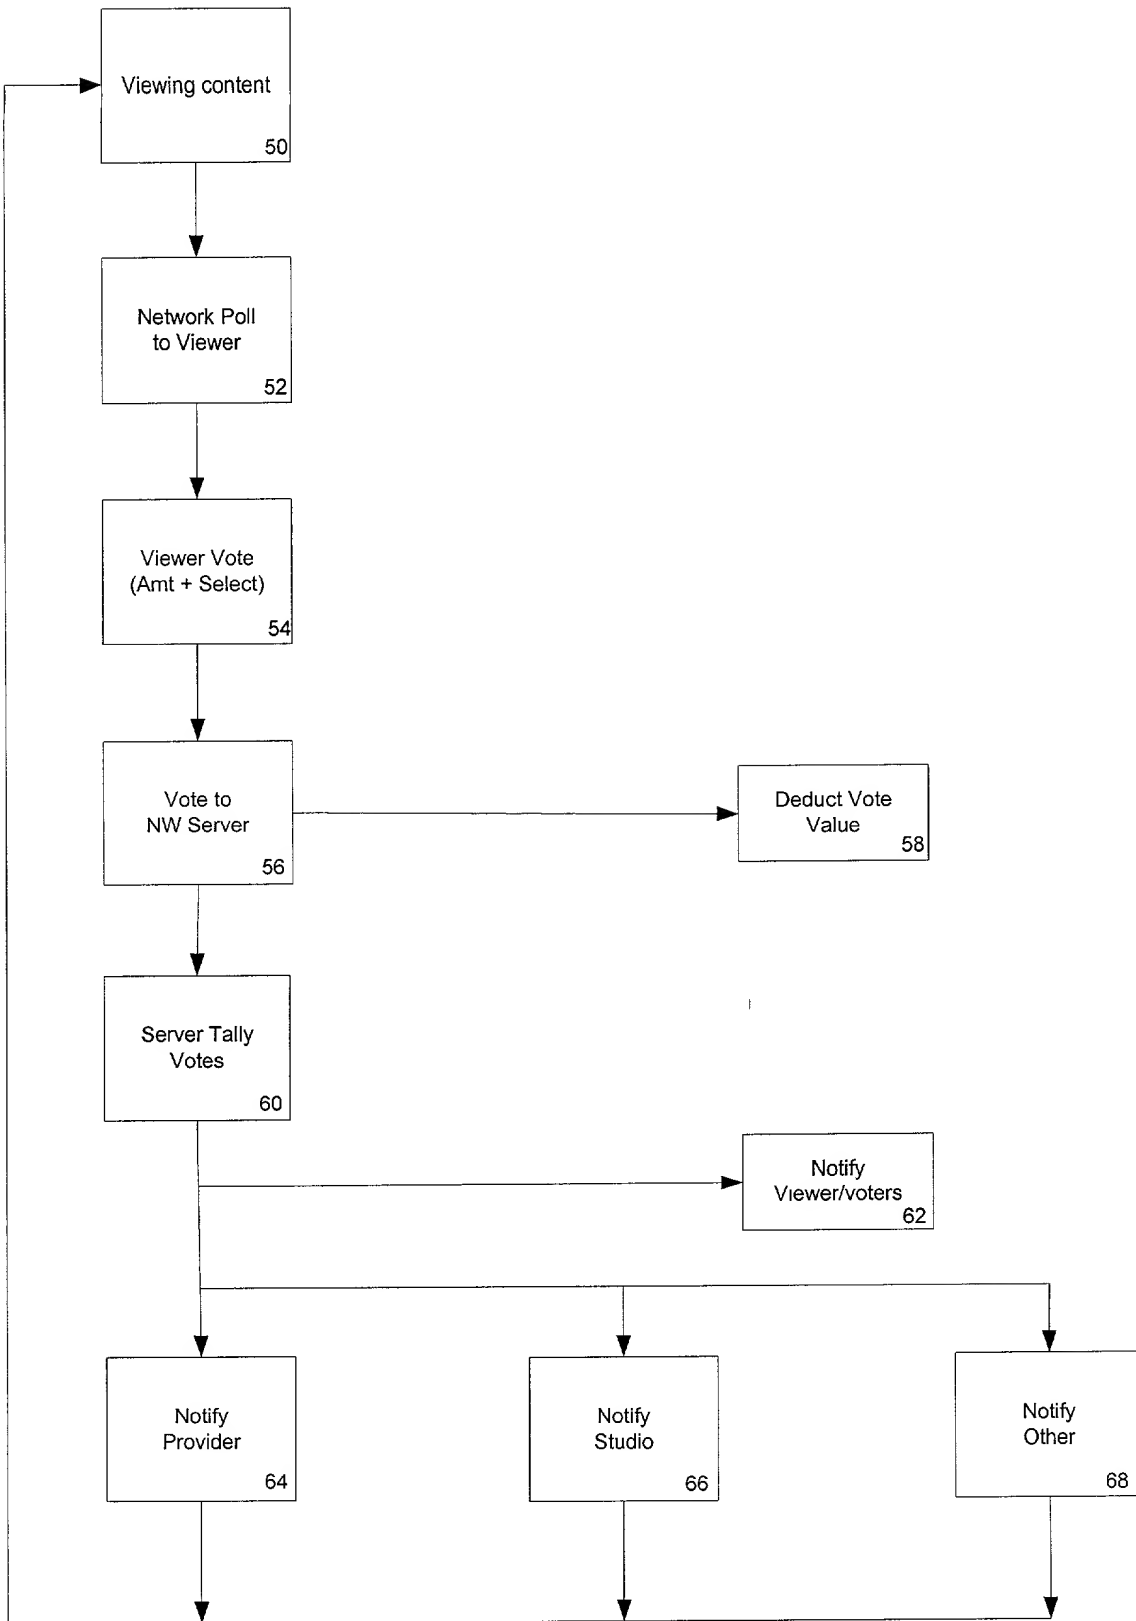 Viewing content
50
Network Poll
to Viewer
52
Viewer Vote
(Amt + Select)
54
Vote to
NW Server
56
Deduct Vote
Value
58
Server Tally
Votes
60
Notify
Viewer/voters
62
Notify
Provider
64
Notify
Studio
66
Notify
Other
68